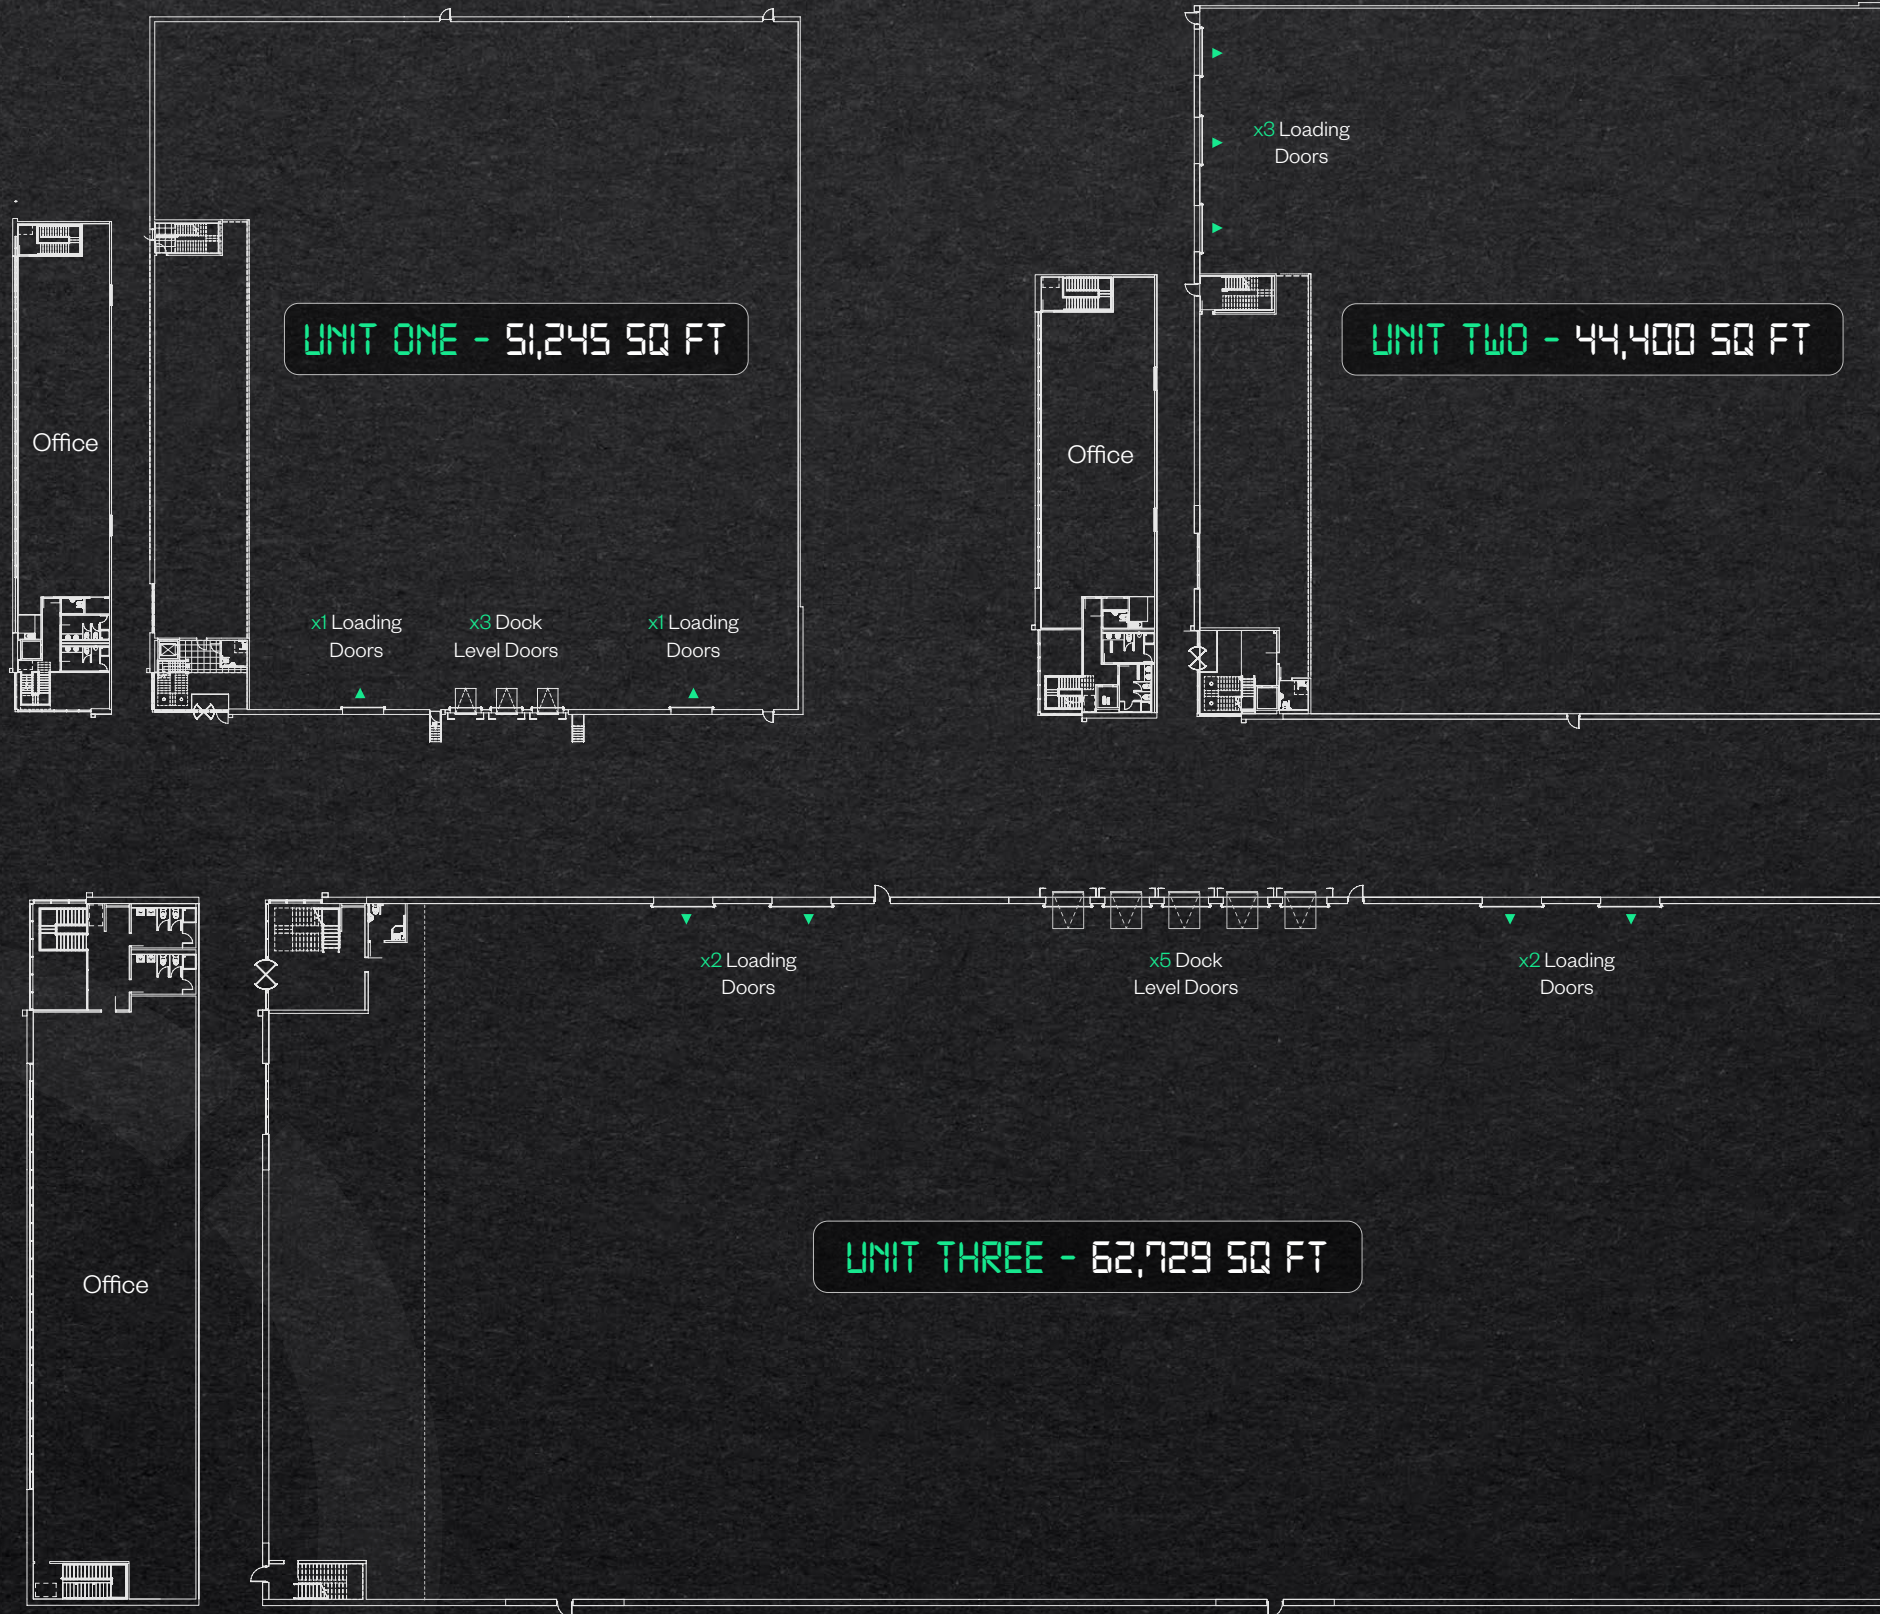 x3 Loading
Doors
UNIT ONE - 51,245 SQ FT
UNIT TWO - 44,400 SQ FT
Office
Office
x1 Loading
Doors
x3 Dock
Level Doors
x1 Loading
Doors
x2 Loading
Doors
x5 Dock
Level Doors
x2 Loading
Doors
UNIT THREE - 62,729 SQ FT
Office